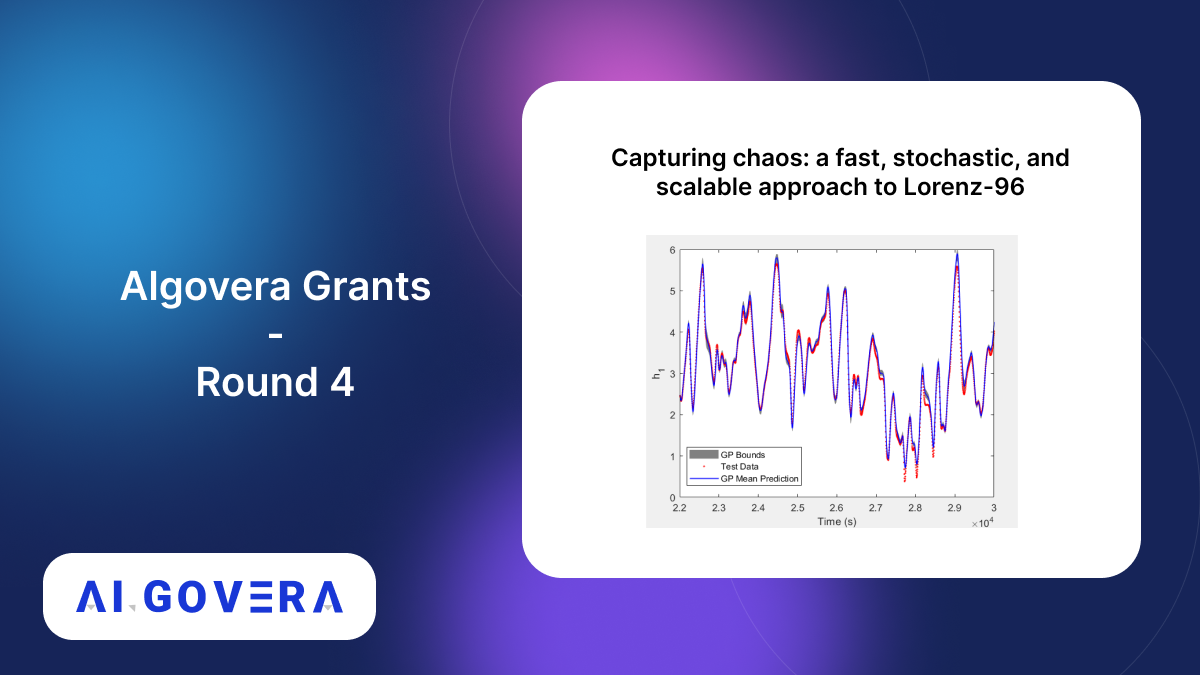 Algovera Grants
-
Round 4
ALGOVERA
Capturing chaos: a fast, stochastic, and
scalable approach to Lorenz-96
6
5
4
3
2
1
0
h1
GP Bounds
Test Data
GP Mean Prediction
2.2 2.3 2.4 2.5 2.6 2.7 2.8 2.9 3
Time (s)
×10^4